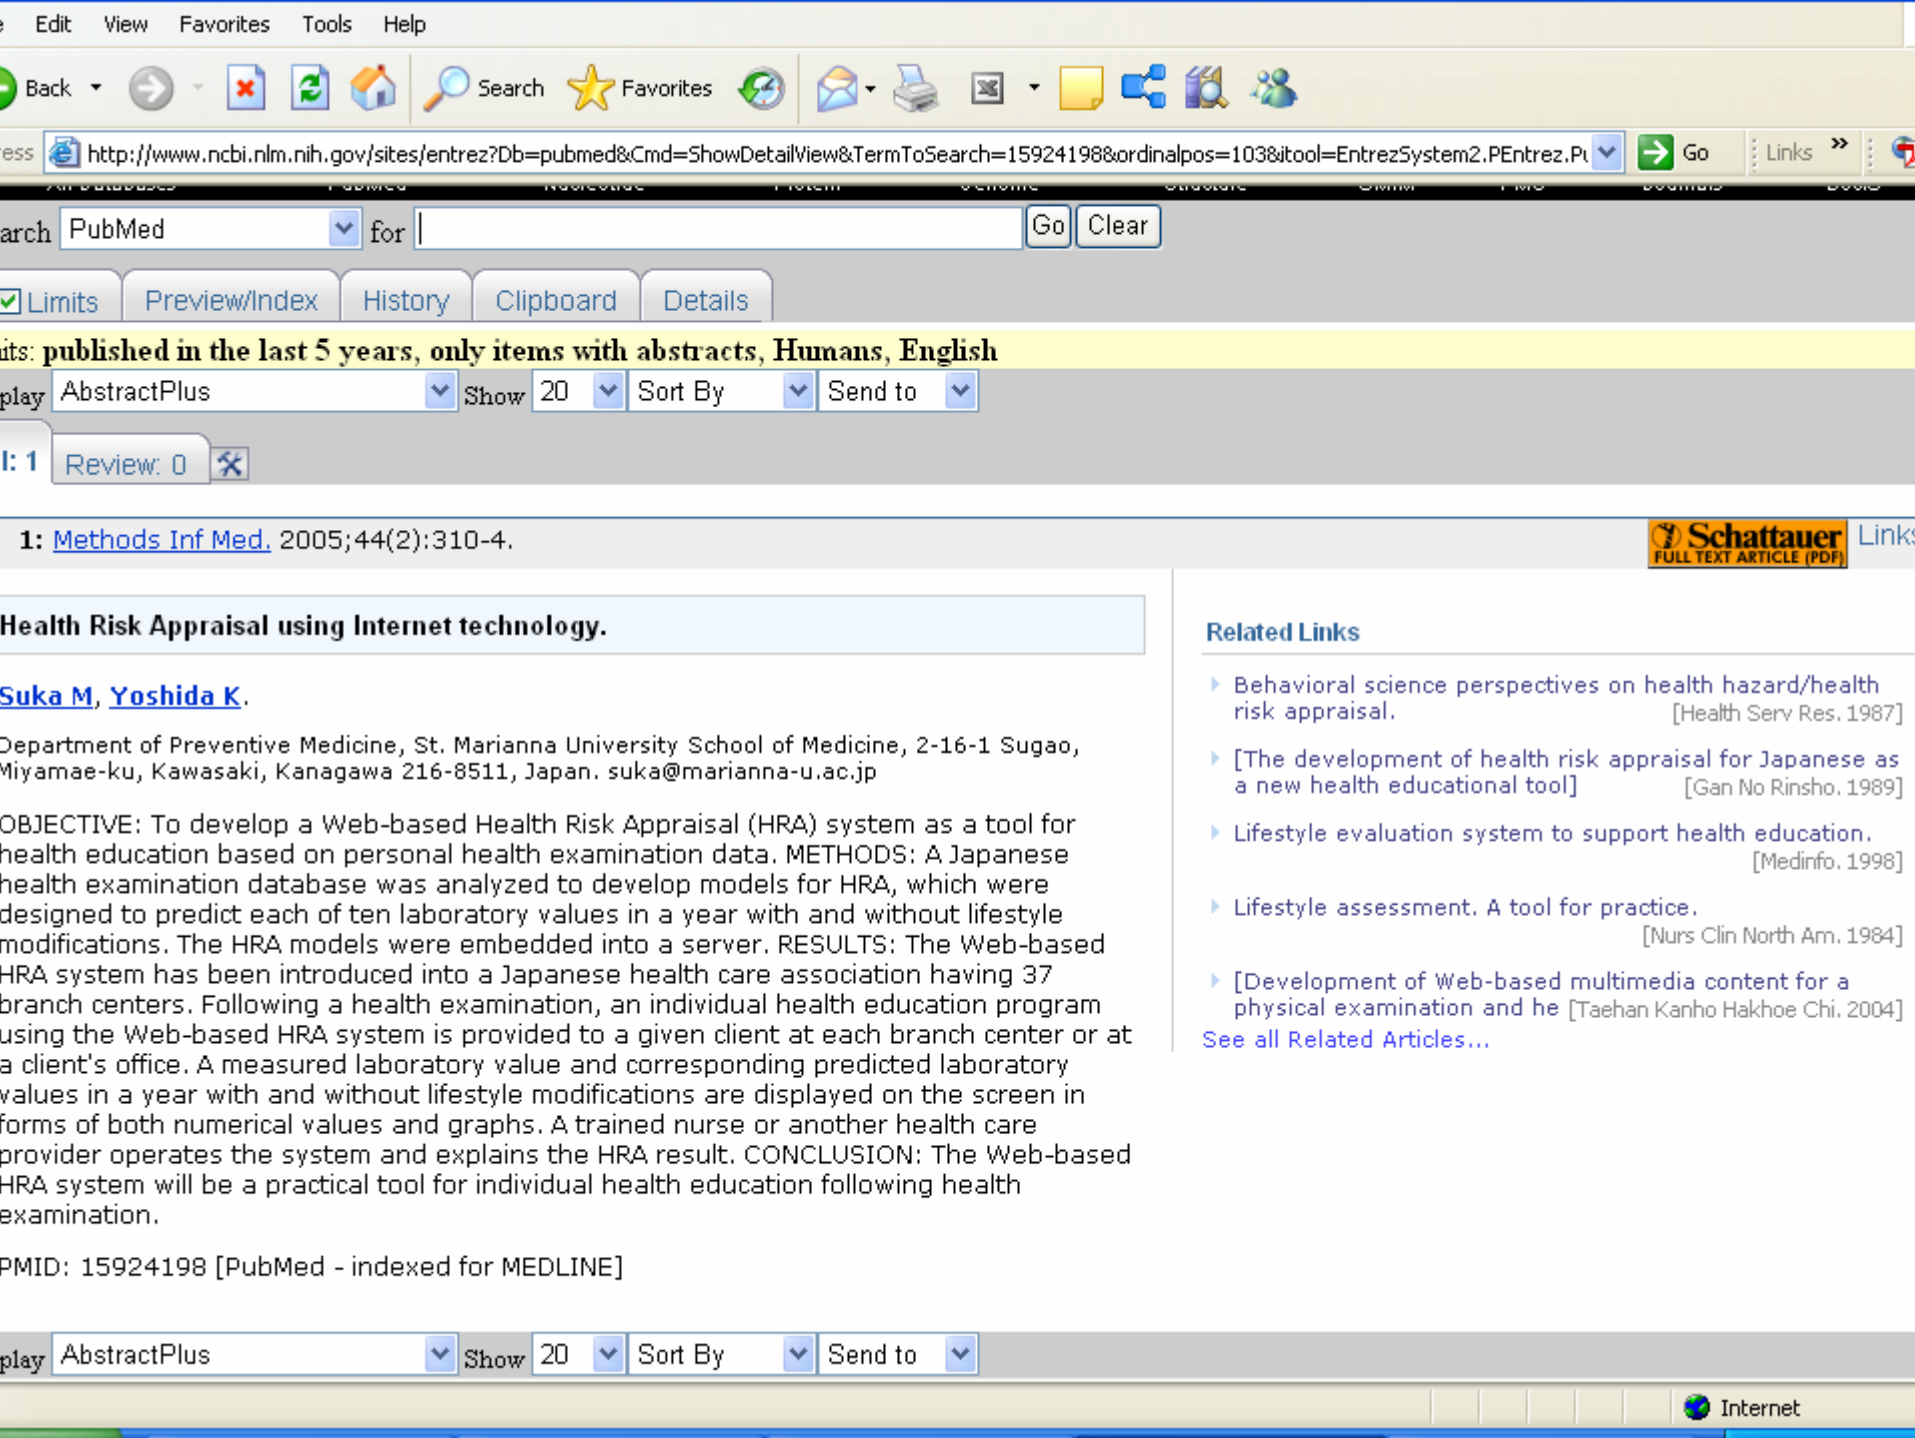 Edit View Favorites Tools Help
Back Search Favorites
http://www.ncbi.nlm.nih.gov/sites/entrez?Db=pubmed&Cmd=ShowDetailView&TermToSearch=15924198&ordinalpos=103&itool=EntrezSystem2.PEntrez.Pu Go Links »
PubMed for Go Clear
Limits Preview/Index History Clipboard Details
published in the last 5 years, only items with abstracts, Humans, English
AbstractPlus Show 20 Sort By Send to
1 Review: 0
1: Methods Inf Med. 2005;44(2):310-4.
Schattauer
FULL TEXT ARTICLE (PDF)
Links
Health Risk Appraisal using Internet technology.
Suka M, Yoshida K.
Department of Preventive Medicine, St. Marianna University School of Medicine, 2-16-1 Sugao,
Miyamae-ku, Kawasaki, Kanagawa 216-8511, Japan. suka@marianna-u.ac.jp
OBJECTIVE: To develop a Web-based Health Risk Appraisal (HRA) system as a tool for
health education based on personal health examination data. METHODS: A Japanese
health examination database was analyzed to develop models for HRA, which were
designed to predict each of ten laboratory values in a year with and without lifestyle
modifications. The HRA models were embedded into a server. RESULTS: The Web-based
HRA system has been introduced into a Japanese health care association having 37
branch centers. Following a health examination, an individual health education program
using the Web-based HRA system is provided to a given client at each branch center or at
a client's office. A measured laboratory value and corresponding predicted laboratory
values in a year with and without lifestyle modifications are displayed on the screen in
forms of both numerical values and graphs. A trained nurse or another health care
provider operates the system and explains the HRA result. CONCLUSION: The Web-based
HRA system will be a practical tool for individual health education following health
examination.
PMID: 15924198 [PubMed - indexed for MEDLINE]
Related Links
Behavioral science perspectives on health hazard/health
risk appraisal. [Health Serv Res. 1987]
[The development of health risk appraisal for Japanese as
a new health educational tool] [Gan No Rinsho. 1989]
Lifestyle evaluation system to support health education.
[Medinfo. 1998]
Lifestyle assessment. A tool for practice.
[Nurs Clin North Am. 1984]
[Development of Web-based multimedia content for a
physical examination and he [Taehan Kanho Hakhoe Chi. 2004]
See all Related Articles...
AbstractPlus Show 20 Sort By Send to
Internet